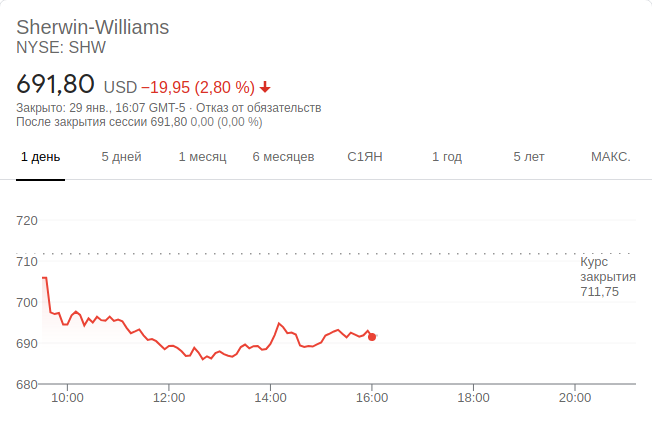 Sherwin-Williams
NYSE: SHW
691,80 USD −19,95 (2,80 %)
Закрыто: 29 янв., 16:07 GMT-5 · Отказ от обязательств
После закрытия сессии 691,80 0,00 (0,00 %)
1 день 5 дней 1 месяц 6 месяцев С1ЯН 1 год 5 лет МАКС.
720
710
Курс
закрытия
711,75
700
690
680
10:00 12:00 14:00 16:00 18:00 20:00